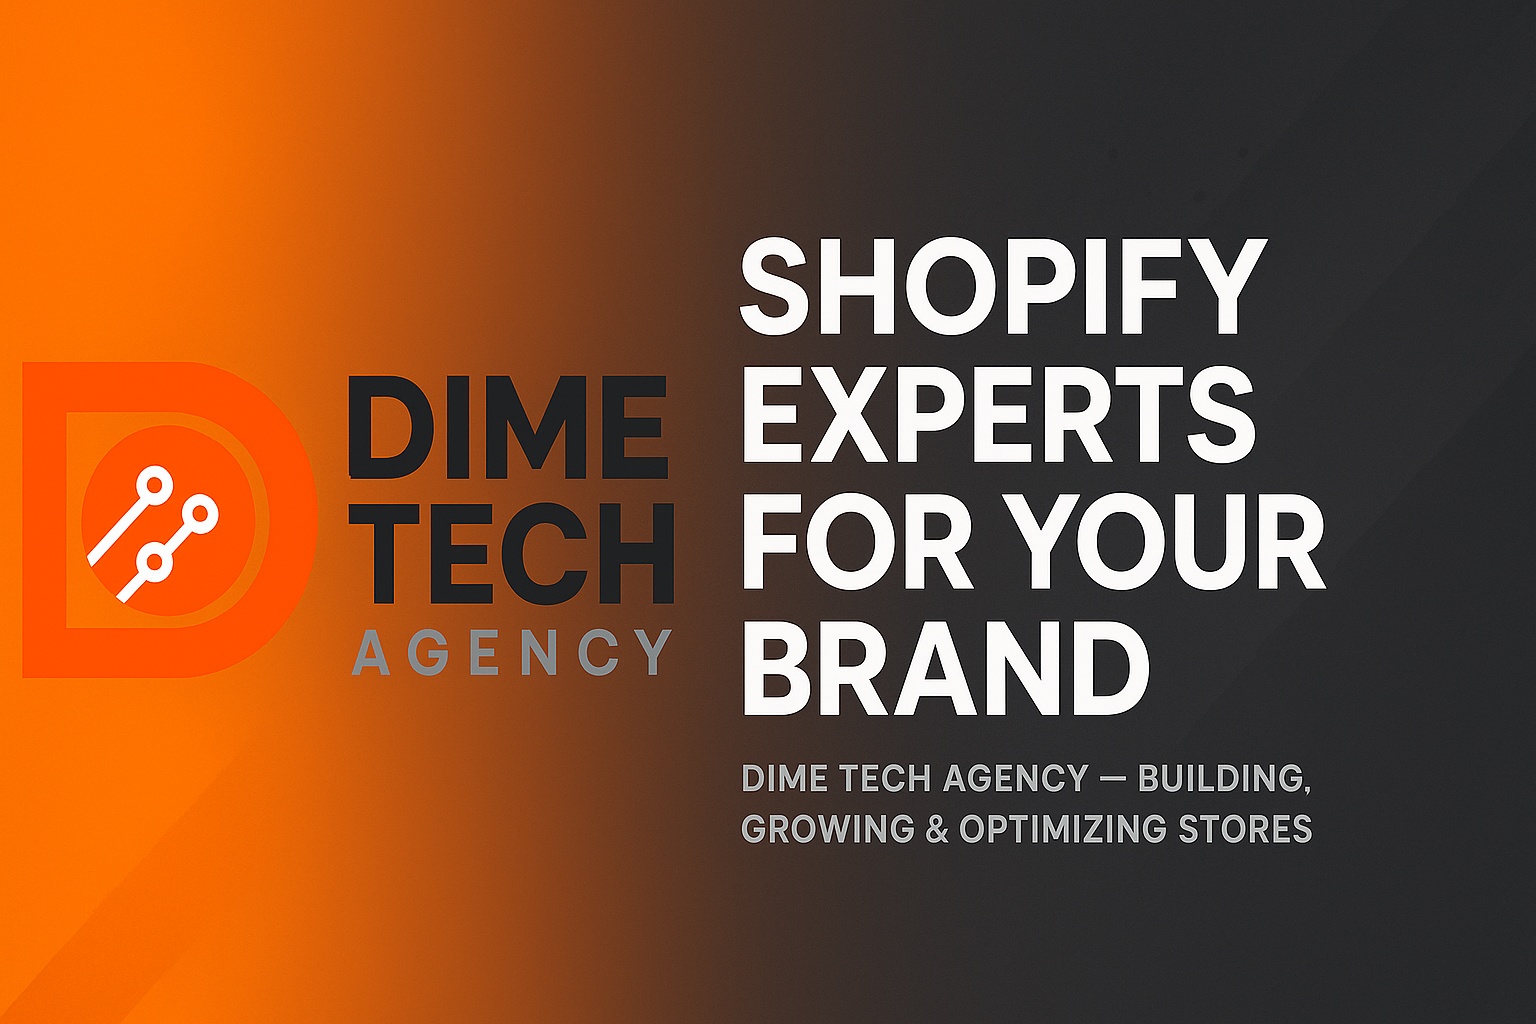 DIME
TECH
AGENCY
SHOPIFY
EXPERTS
FOR YOUR
BRAND
DIME TECH AGENCY — BUILDING,
GROWING & OPTIMIZING STORES